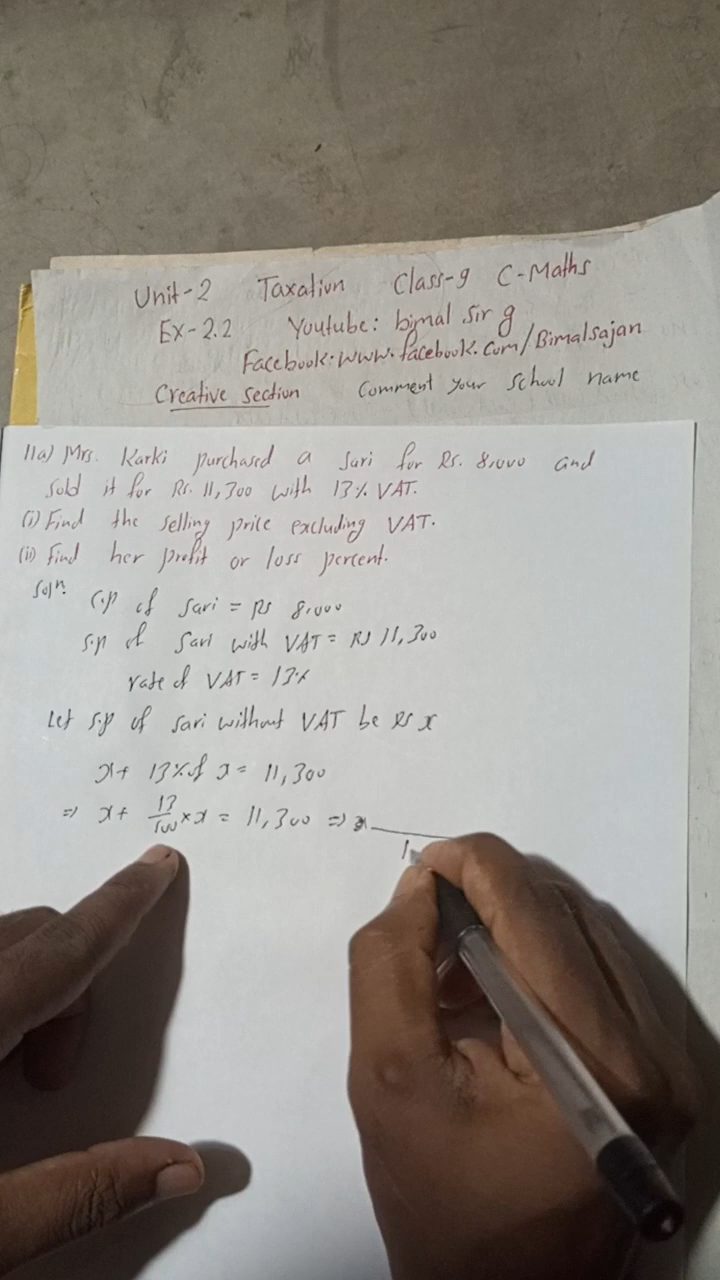 Unit-2 Taxation Class-9 C-Maths
Ex-2.2 Youtube: bimal sir g
Facebook:www.facebook.com/Bimalsajan
Creative section Comment your school name
11a) Mrs. Karki purchased a Sari for Rs. 8,000 and
sold it for Rs. 11,300 with 13% VAT.
(i) Find the selling price excluding VAT.
(ii) Find her profit or loss percent.
Soln.
C.p of Sari = Rs 8,000
S.p of Sari with VAT = Rs 11,300
rate of VAT = 13%
Let S.p of Sari without VAT be Rs x
x + 13% of x = 11,300
⇒ x + 13/100 × x = 11,300 ⇒